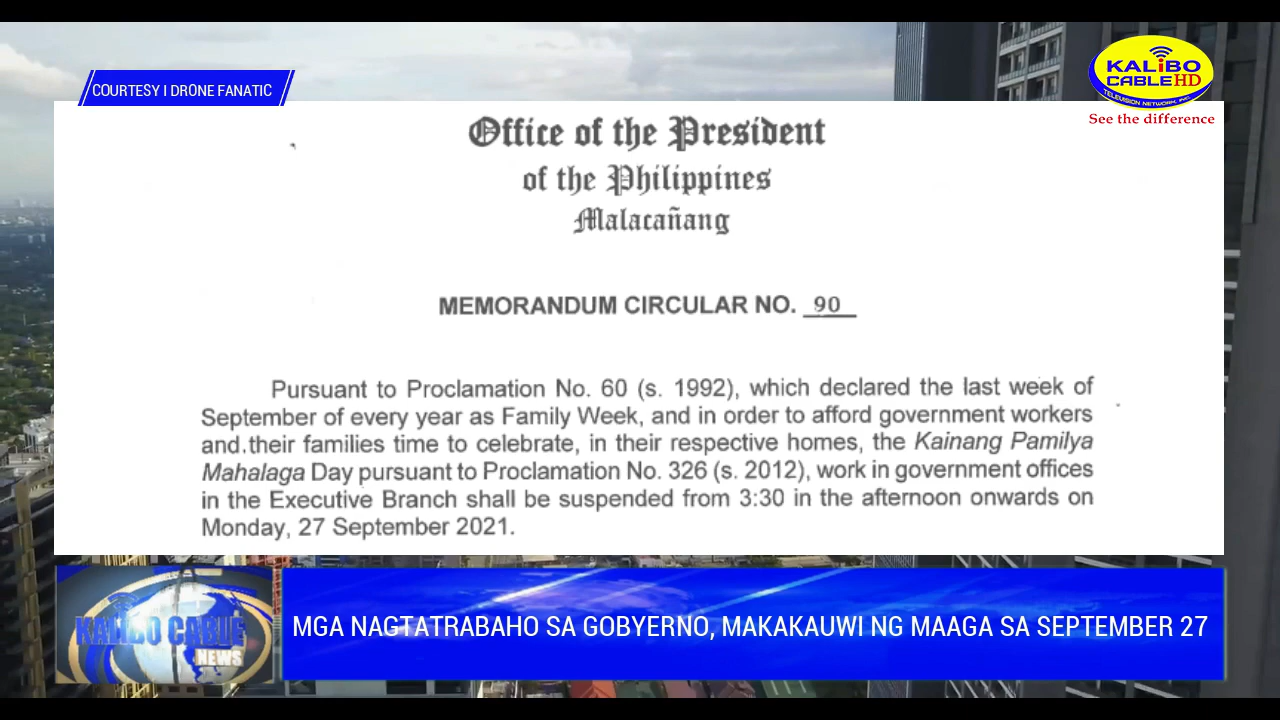 COURTESY I DRONE FANATIC
KALiBO
CABLE HD
TELEVISION NETWORK, INC.
See the difference
Office of the President
of the Philippines
Malacañang
MEMORANDUM CIRCULAR NO. 90
Pursuant to Proclamation No. 60 (s. 1992), which declared the last week of
September of every year as Family Week, and in order to afford government workers
and.their families time to celebrate, in their respective homes, the Kainang Pamilya
Mahalaga Day pursuant to Proclamation No. 326 (s. 2012), work in government offices
in the Executive Branch shall be suspended from 3:30 in the afternoon onwards on
Monday, 27 September 2021.
KALIBO CABLE
NEWS
MGA NAGTATRABAHO SA GOBYERNO, MAKAKAUWI NG MAAGA SA SEPTEMBER 27